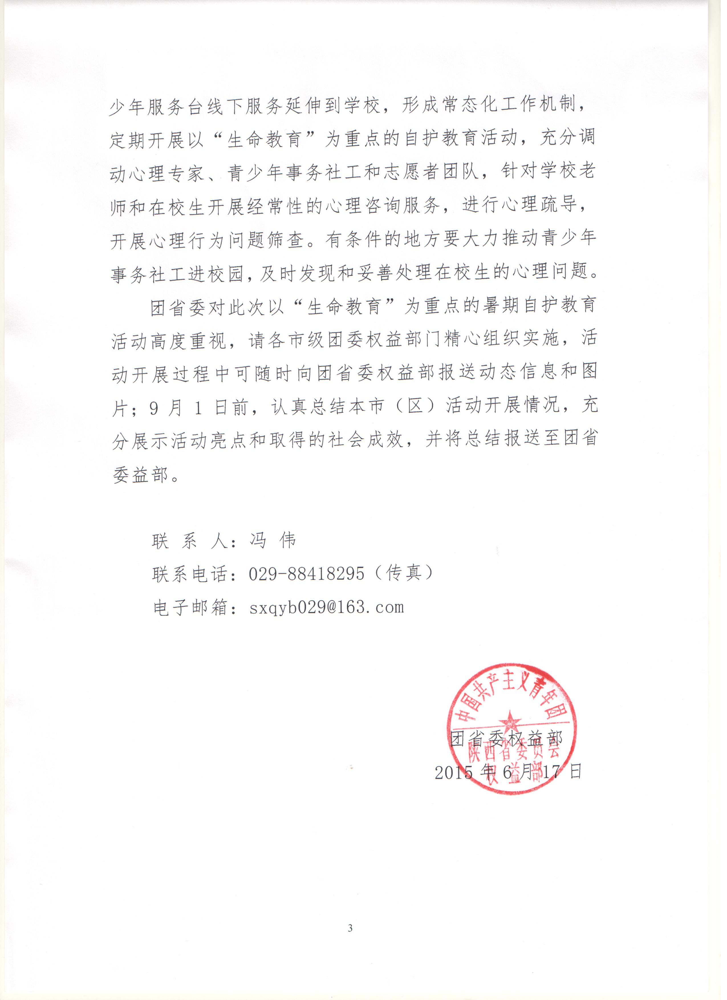 少年服务台线下服务延伸到学校，形成常态化工作机制，
定期开展以“生命教育”为重点的自护教育活动，充分调
动心理专家、青少年事务社工和志愿者团队，针对学校老
师和在校生开展经常性的心理咨询服务，进行心理疏导，
开展心理行为问题筛查。有条件的地方要大力推动青少年
事务社工进校园，及时发现和妥善处理在校生的心理问题。
团省委对此次以“生命教育”为重点的暑期自护教育
活动高度重视，请各市级团委权益部门精心组织实施，活
动开展过程中可随时向团省委权益部报送动态信息和图
片；9 月 1 日前，认真总结本市（区）活动开展情况，充
分展示活动亮点和取得的社会成效，并将总结报送至团省
委益部。
联 系 人：冯 伟
联系电话：029-88418295（传真）
电子邮箱：sxqyb029@163.com
中国共产主义青年团
团省委权益部
陕西省委员会
权益部
2015 年 6 月 17 日
3